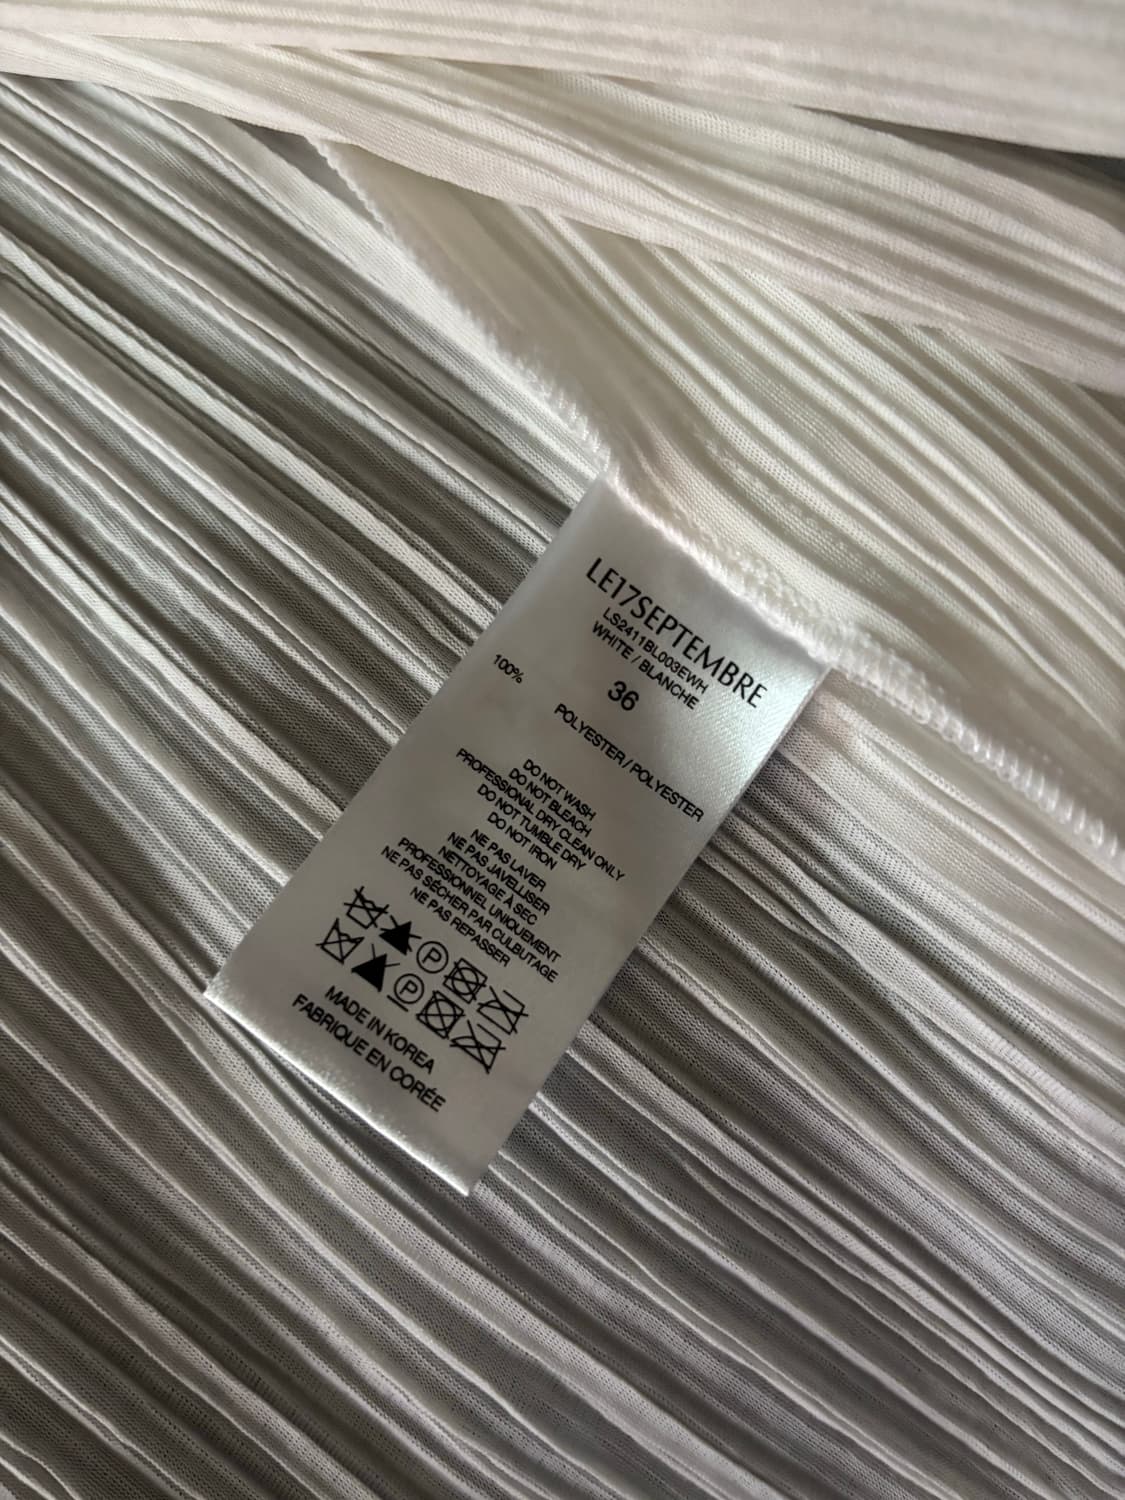 LE17SEPTEMBRE
LS2411BL003EWH
WHITE / BLANCHE
36
100% POLYESTER / POLYESTER
DO NOT WASH
DO NOT BLEACH
PROFESSIONAL DRY CLEAN ONLY
DO NOT TUMBLE DRY
DO NOT IRON
NE PAS LAVER
NE PAS JAVELLISER
NETTOYAGE À SEC
PROFESSIONNEL UNIQUEMENT
NE PAS SÉCHER PAR CULBUTAGE
NE PAS REPASSER
P
P
MADE IN KOREA
FABRIQUE EN CORÉE